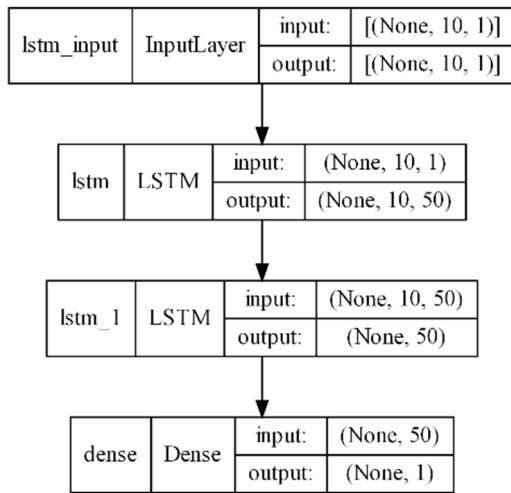 lstm_input InputLayer input: [(None, 10, 1)]
output: [(None, 10, 1)]
lstm LSTM input: (None, 10, 1)
output: (None, 10, 50)
lstm_1 LSTM input: (None, 10, 50)
output: (None, 50)
dense Dense input: (None, 50)
output: (None, 1)